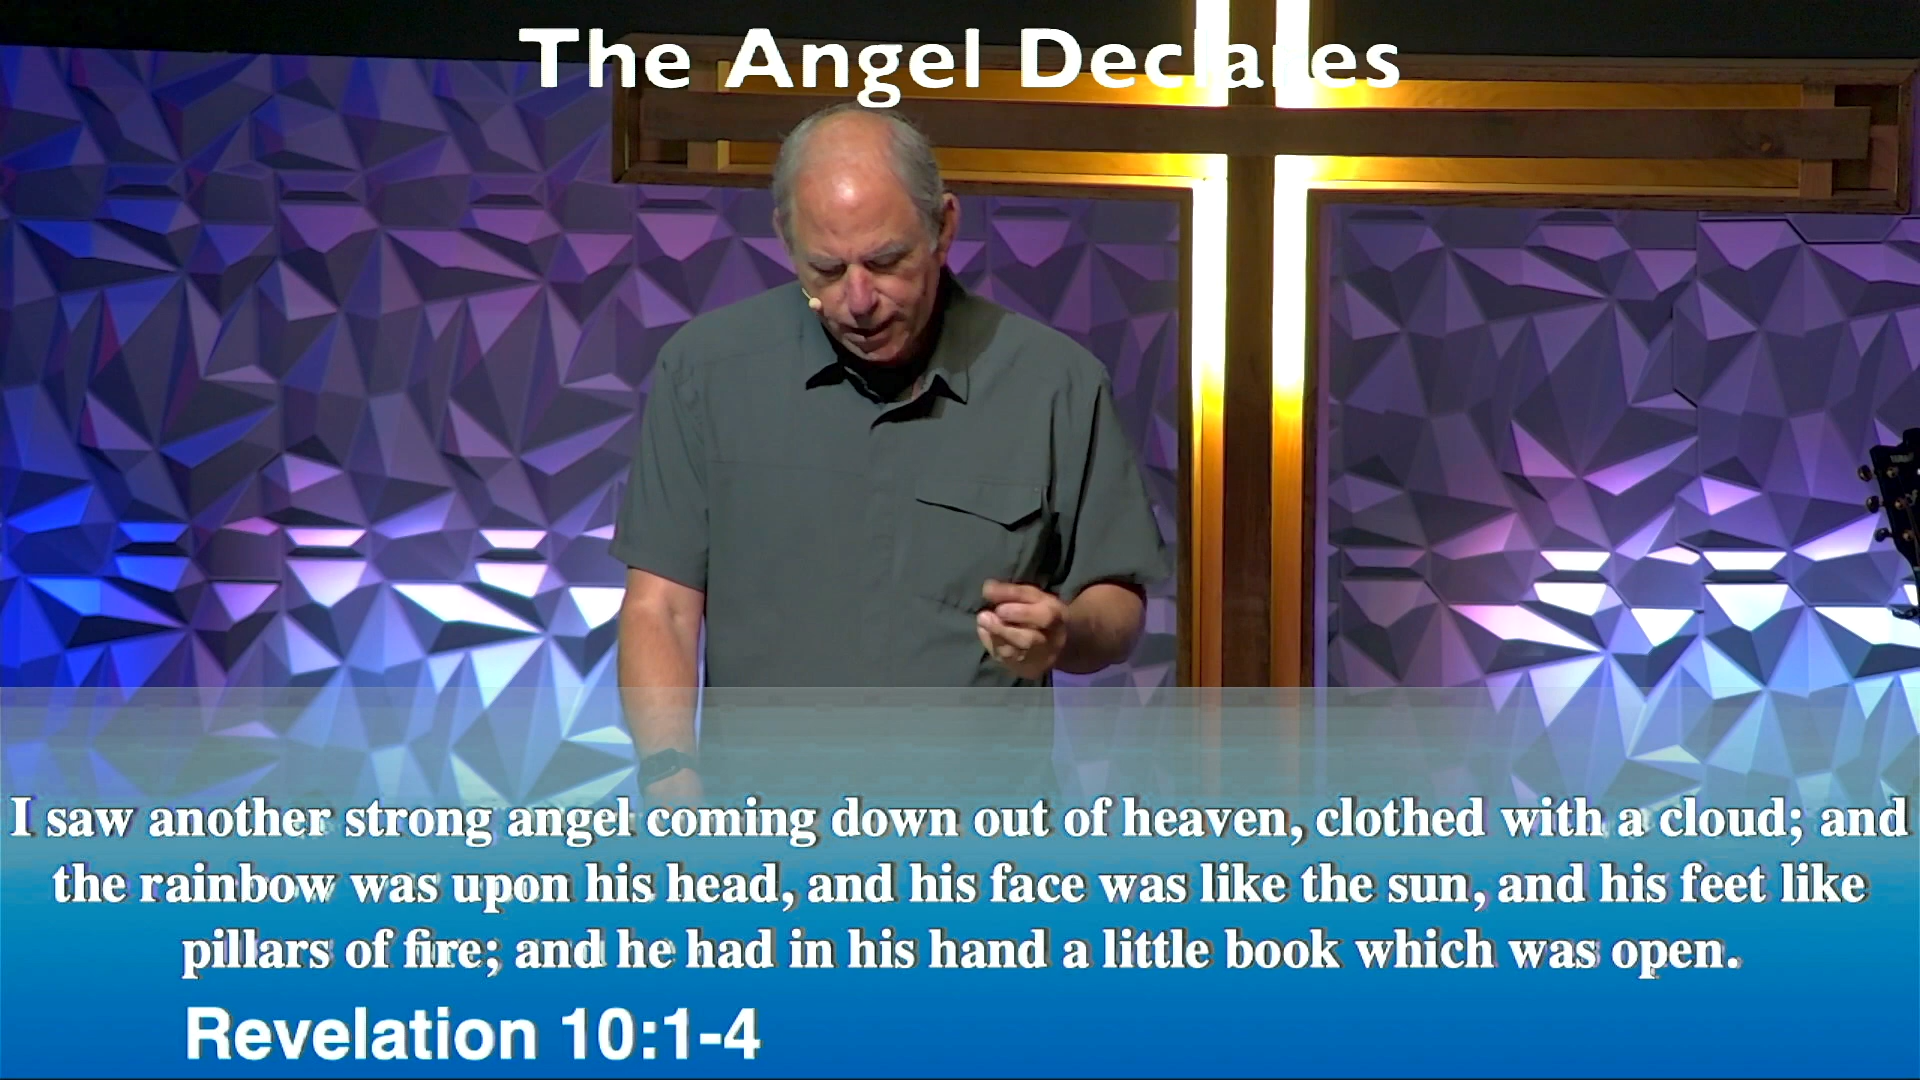 The Angel Declares
I saw another strong angel coming down out of heaven, clothed with a cloud; and
the rainbow was upon his head, and his face was like the sun, and his feet like
pillars of fire; and he had in his hand a little book which was open.
Revelation 10:1-4